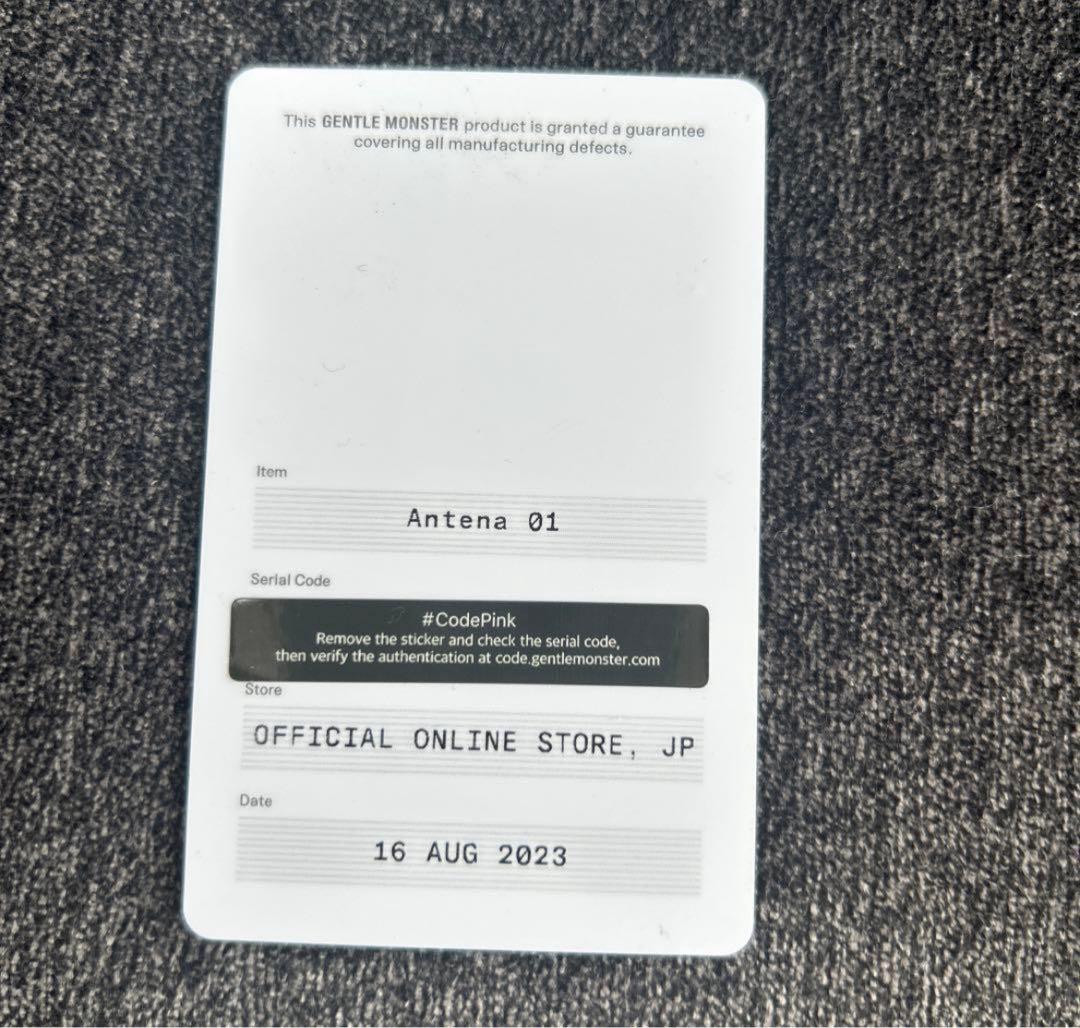 This GENTLE MONSTER product is granted a guarantee
covering all manufacturing defects.
Item
Antena 01
Serial Code
#CodePink
Remove the sticker and check the serial code,
then verify the authentication at code.gentlemonster.com
Store
OFFICIAL ONLINE STORE, JP
Date
16 AUG 2023